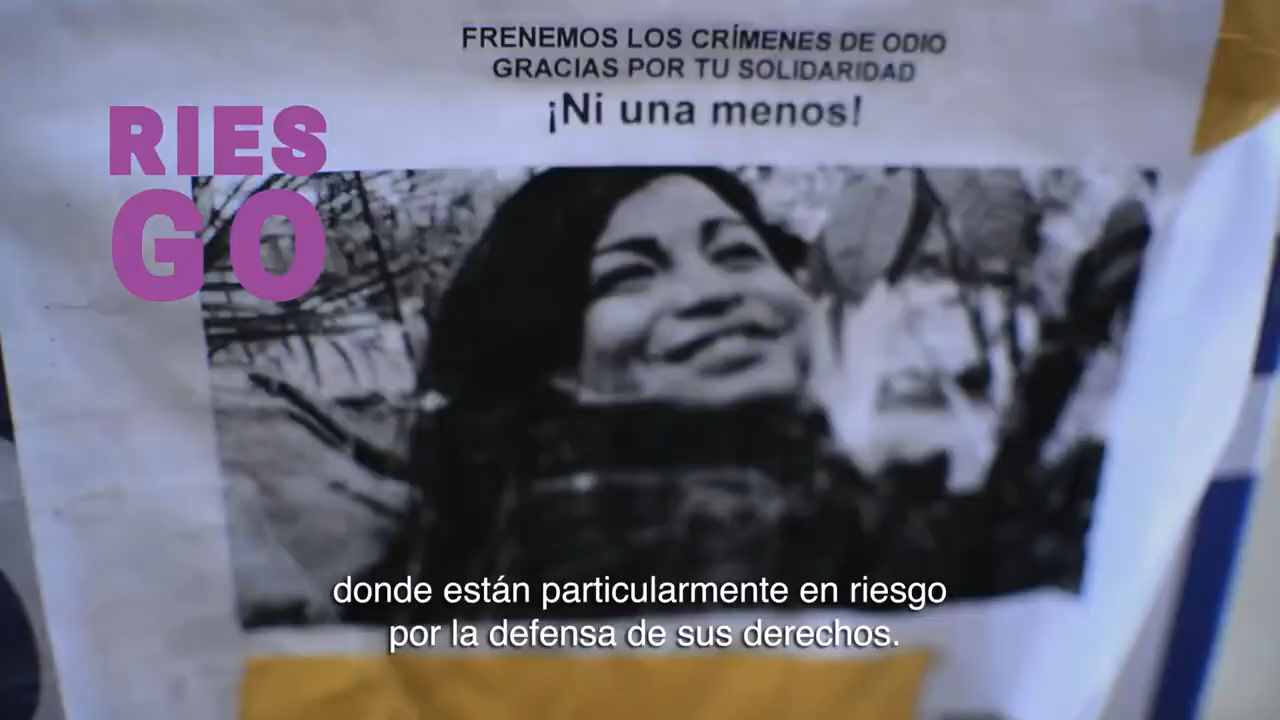 FRENEMOS LOS CRÍMENES DE ODIO
GRACIAS POR TU SOLIDARIDAD
¡Ni una menos!
RIES
GO
donde están particularmente en riesgo
por la defensa de sus derechos.